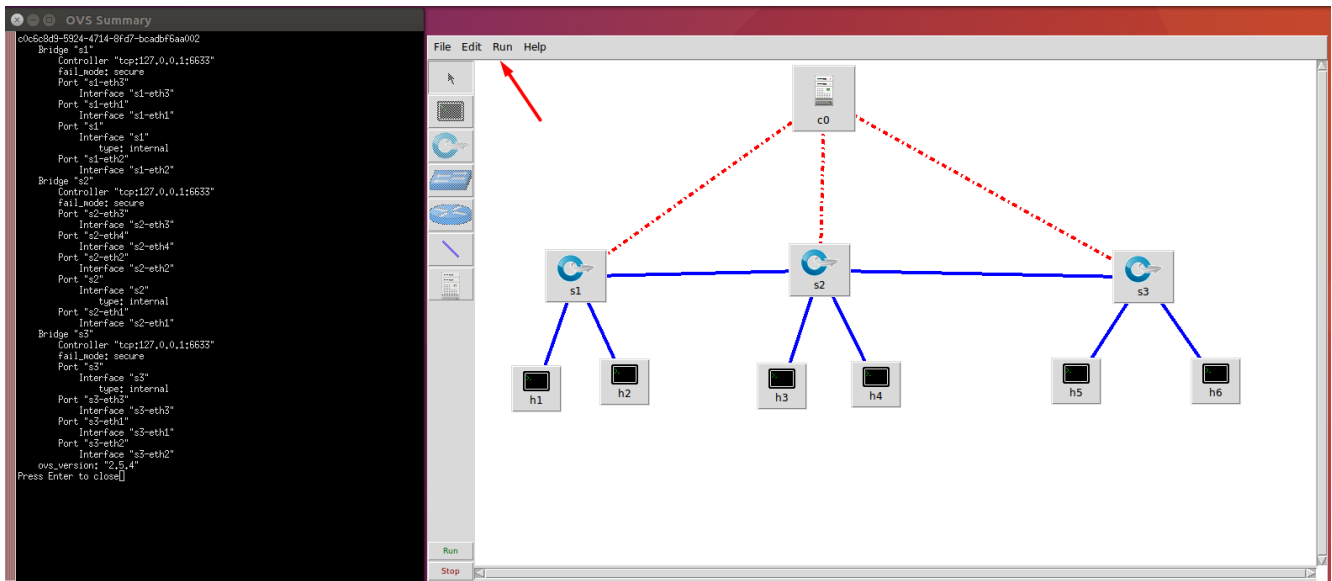 OVS Summary
c0c6c8d9-5924-4714-8fd7-bcadbf6aa002
Bridge "s1"
Controller "tcp:127.0.0.1:6633"
fail_mode: secure
Port "s1-eth3"
Interface "s1-eth3"
Port "s1-eth1"
Interface "s1-eth1"
Port "s1"
Interface "s1"
type: internal
Port "s1-eth2"
Interface "s1-eth2"
Bridge "s2"
Controller "tcp:127.0.0.1:6633"
fail_mode: secure
Port "s2-eth3"
Interface "s2-eth3"
Port "s2-eth4"
Interface "s2-eth4"
Port "s2-eth2"
Interface "s2-eth2"
Port "s2"
Interface "s2"
type: internal
Port "s2-eth1"
Interface "s2-eth1"
Bridge "s3"
Controller "tcp:127.0.0.1:6633"
fail_mode: secure
Port "s3"
Interface "s3"
type: internal
Port "s3-eth3"
Interface "s3-eth3"
Port "s3-eth1"
Interface "s3-eth1"
Port "s3-eth2"
Interface "s3-eth2"
ovs_version: "2.5.4"
Press Enter to close
File Edit Run Help
c0
s1
s2
s3
h1
h2
h3
h4
h5
h6
Run
Stop